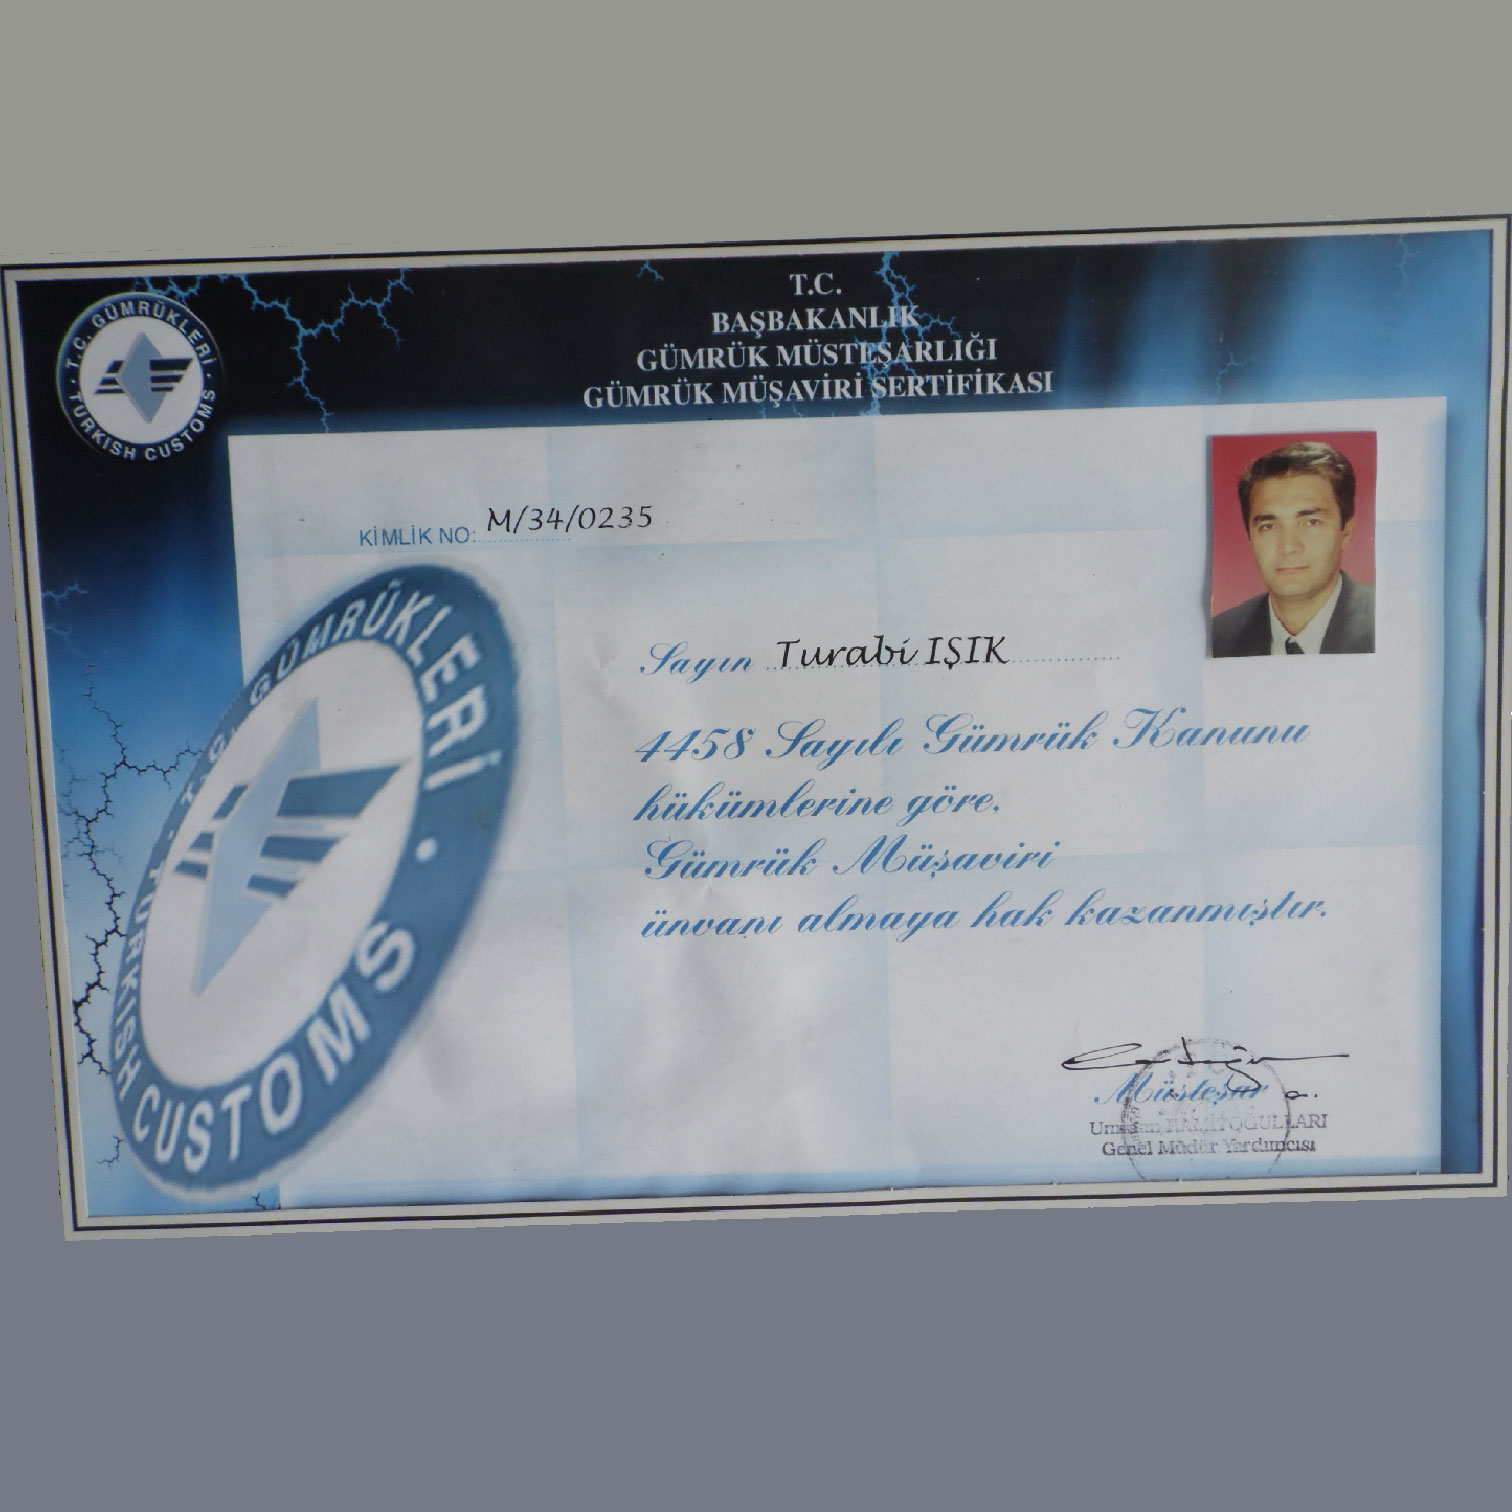 T.C.
BAŞBAKANLIK
GÜMRÜK MÜSTEŞARLIĞI
GÜMRÜK MÜŞAVİRİ SERTİFİKASI
T.C. GÜMRÜKLERİ
TURKISH CUSTOMS
KİMLİK NO: M/34/0235
Sayın Turabi IŞIK
4458 Sayılı Gümrük Kanunu
hükümlerine göre,
Gümrük Müşaviri
ünvanı almaya hak kazanmıştır.
T.C. GÜMRÜKLERİ
TURKISH CUSTOMS
Müsteşar a.
Genel Müdür Yardımcısı